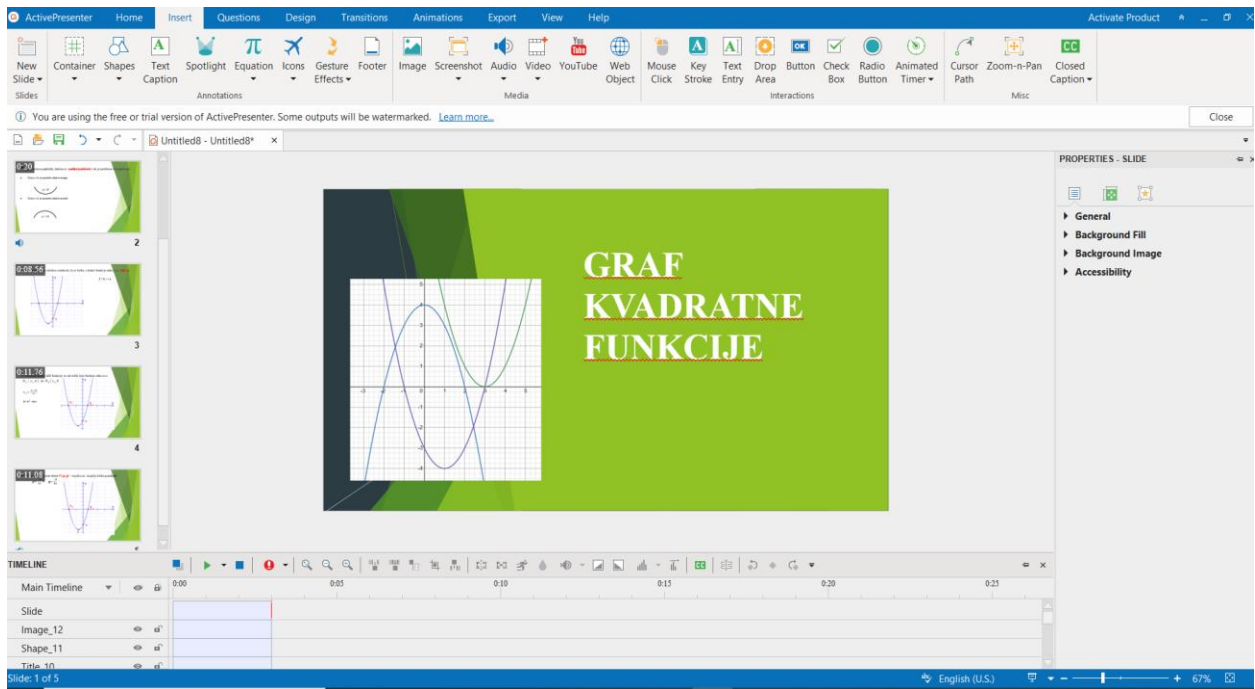 ActivePresenter Home Insert Questions Design Transitions Animations Export View Help Activate Product
New Slide
Container
Shapes
Text Caption
Spotlight
Equation
Icons
Gesture Effects
Footer
Image
Screenshot
Audio
Video
YouTube
Web Object
Mouse Click
Key Stroke
Text Entry
Drop Area
Button
Check Box
Radio Button
Animated Timer
Cursor Path
Zoom-n-Pan
Closed Caption
Slides Annotations Media Interactions Misc
You are using the free or trial version of ActivePresenter. Some outputs will be watermarked. Learn more... Close
Untitled8 - Untitled8*
PROPERTIES - SLIDE
General
Background Fill
Background Image
Accessibility
0:20
2
0:08.56
3
0:11.76
4
0:11.08
GRAF
KVADRATNE
FUNKCIJE
TIMELINE
Main Timeline 0:00 0:05 0:10 0:15 0:20 0:25
Slide
Image_12
Shape_11
Title_10
Slide: 1 of 5 English (U.S.) 67%